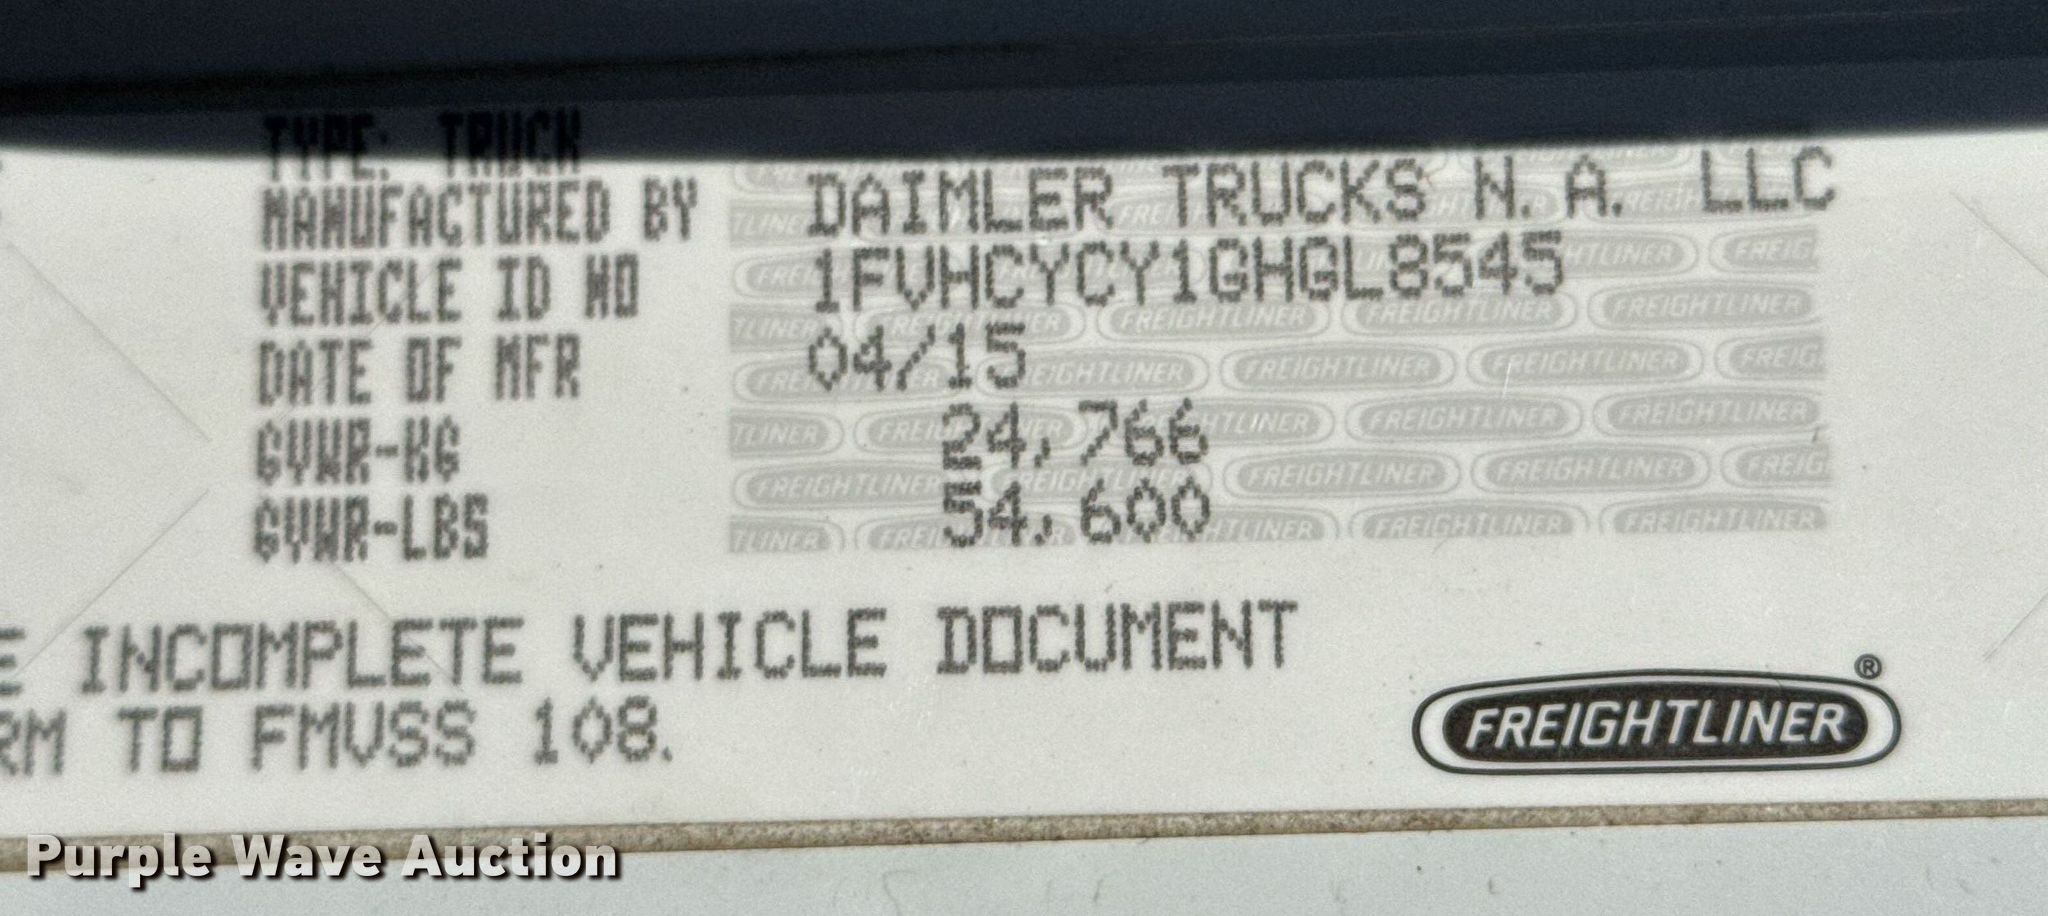 TYPE: TRUCK
MANUFACTURED BY DAIMLER TRUCKS N.A. LLC
VEHICLE ID NO 1FVHCYCY1GHGL8545
DATE OF MFR 04/15
GVWR-KG 24,766
GVWR-LBS 54,600
E INCOMPLETE VEHICLE DOCUMENT
RM TO FMVSS 108.
FREIGHTLINER®
Purple Wave Auction